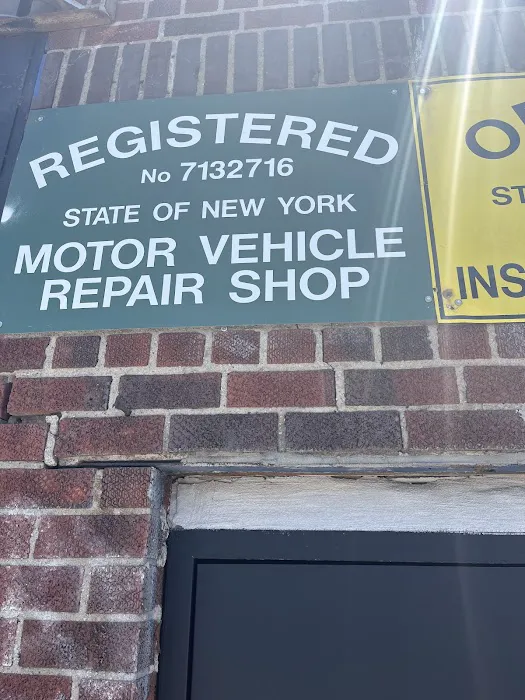 REGISTERED
No 7132716
STATE OF NEW YORK
MOTOR VEHICLE
REPAIR SHOP